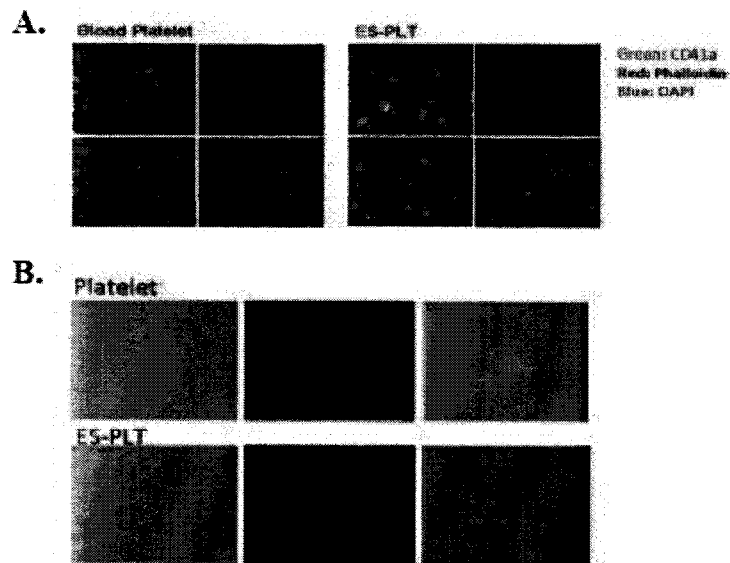 A.
Blood Platelet
ES-PLT
Green: CD41a
Red: Phalloidin
Blue: DAPI
B.
Platelet
ES-PLT